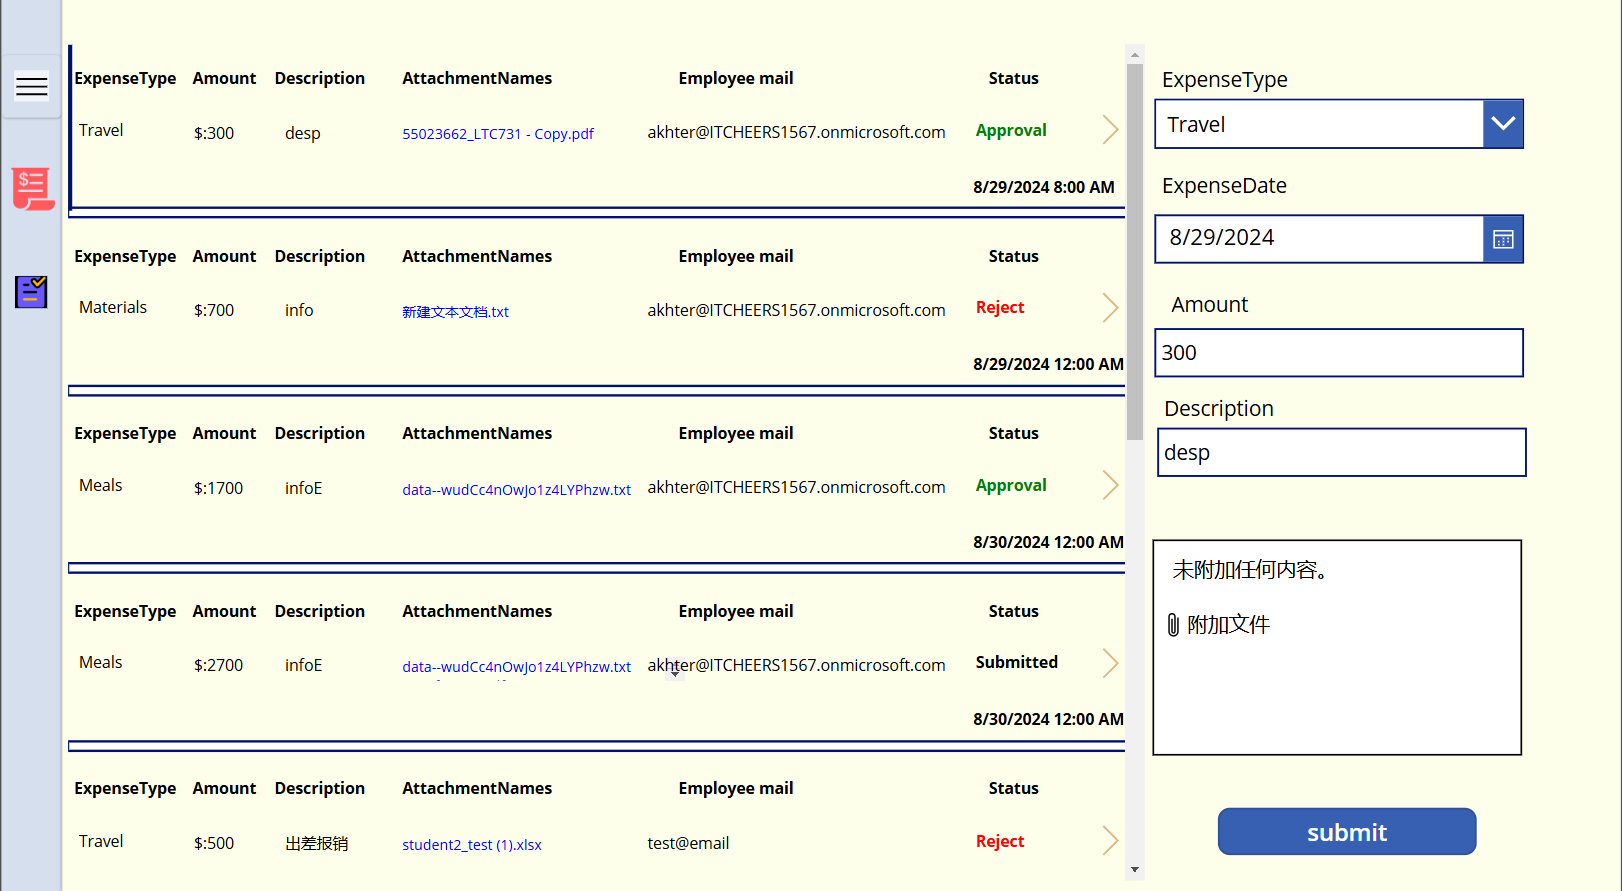 ExpenseType Amount Description AttachmentNames Employee mail Status
Travel $:300 desp 55023662_LTC731 - Copy.pdf akhter@ITCHEERS1567.onmicrosoft.com Approval
8/29/2024 8:00 AM
ExpenseType Amount Description AttachmentNames Employee mail Status
Materials $:700 info 新建文本文档.txt akhter@ITCHEERS1567.onmicrosoft.com Reject
8/29/2024 12:00 AM
ExpenseType Amount Description AttachmentNames Employee mail Status
Meals $:1700 infoE data--wudCc4nOwJo1z4LYPhzw.txt akhter@ITCHEERS1567.onmicrosoft.com Approval
8/30/2024 12:00 AM
ExpenseType Amount Description AttachmentNames Employee mail Status
Meals $:2700 infoE data--wudCc4nOwJo1z4LYPhzw.txt akhter@ITCHEERS1567.onmicrosoft.com Submitted
8/30/2024 12:00 AM
ExpenseType Amount Description AttachmentNames Employee mail Status
Travel $:500 出差报销 student2_test (1).xlsx test@email Reject
ExpenseType
Travel
ExpenseDate
8/29/2024
Amount
300
Description
desp
未附加任何内容。
附加文件
submit